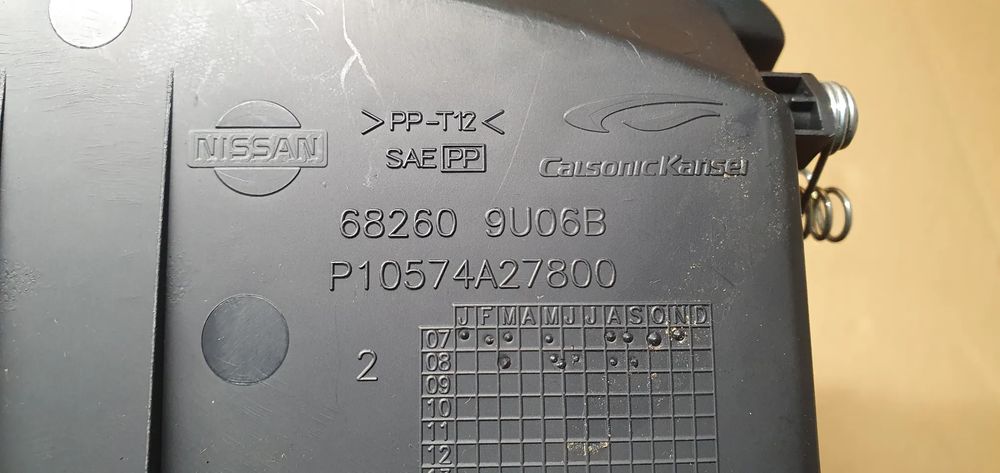 NISSAN
>PP-T12<
SAE PP
CalsonicKansei
68260 9U06B
P10574A27800
2
J F M A M J J A S O N D
07
08
09
10
11
12